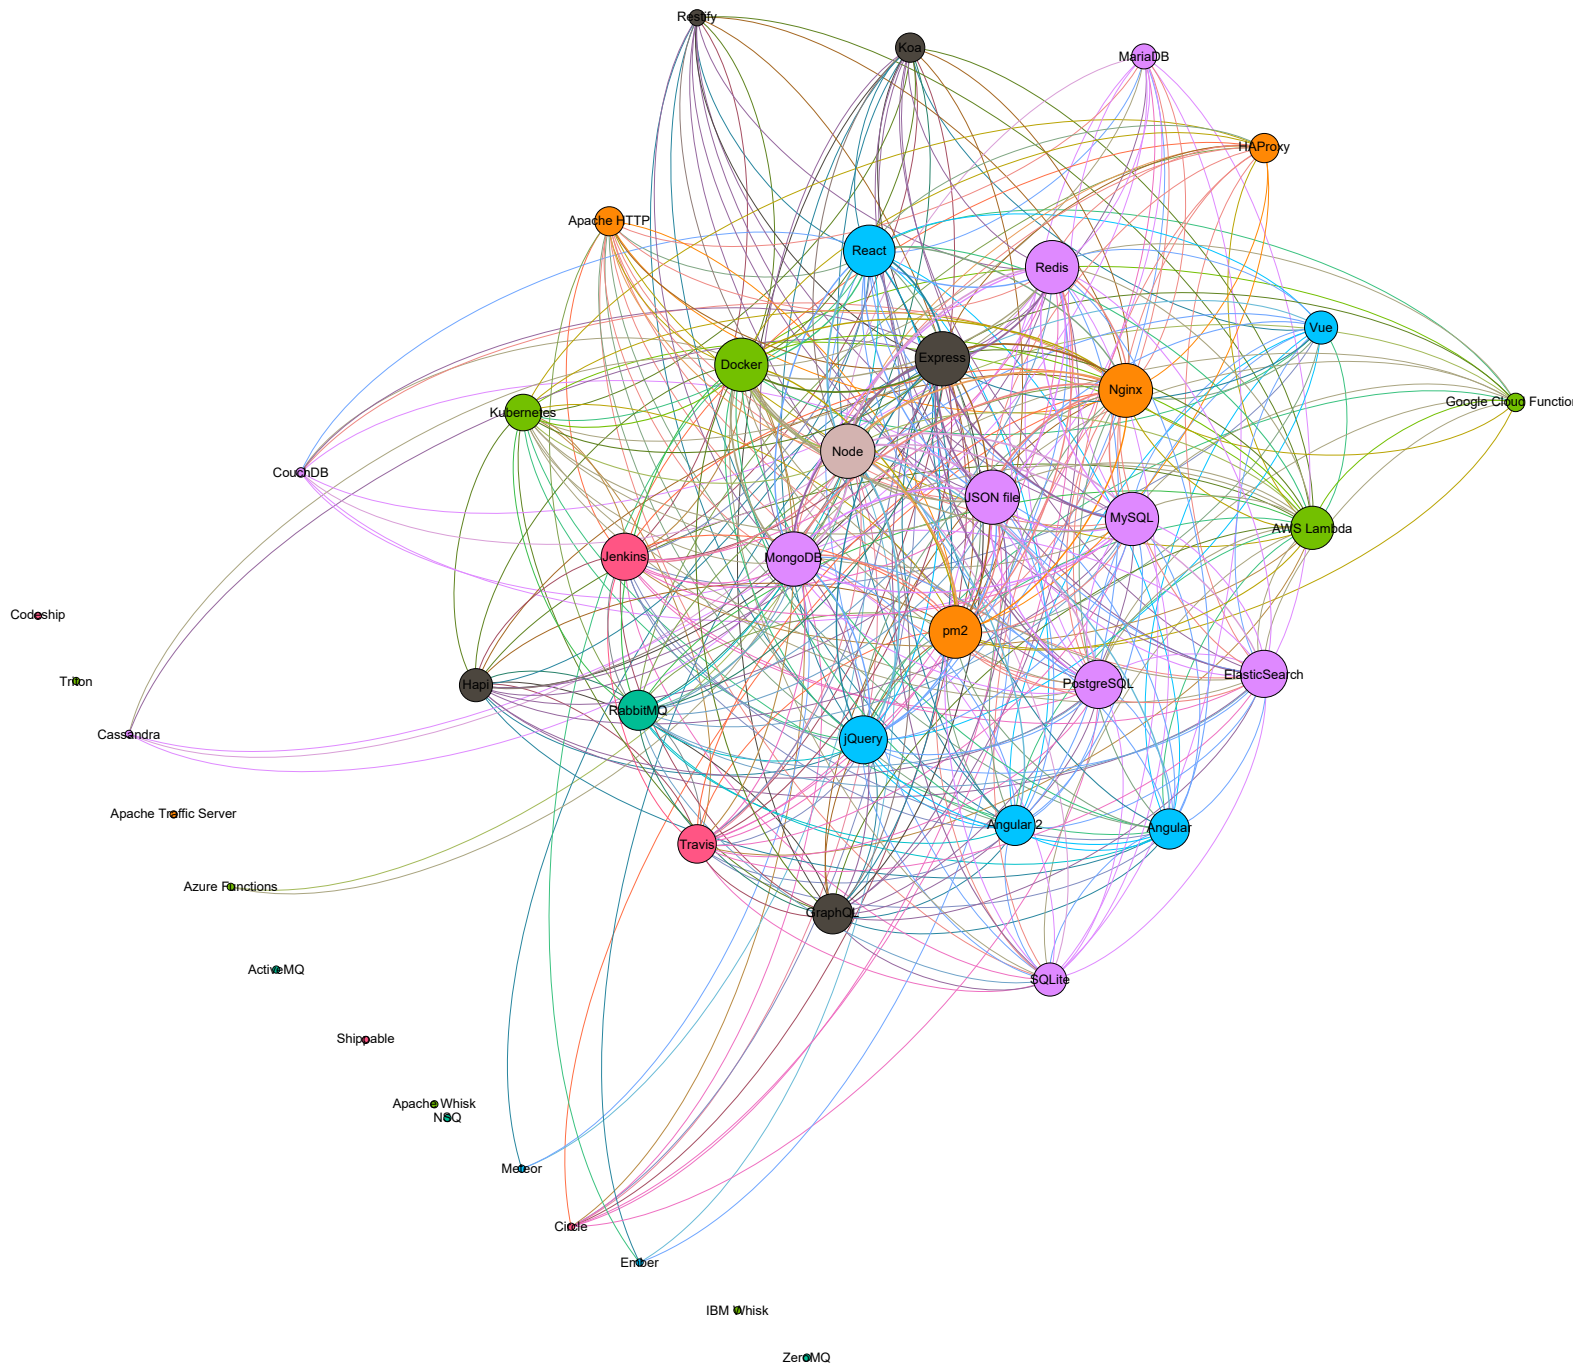 Restify
Koa
MariaDB
HAProxy
Apache HTTP
React
Redis
Vue
Express
Docker
Nginx
Google Cloud Function
Kubernetes
Node
CouchDB
JSON file
MySQL
AWS Lambda
Jenkins
MongoDB
Codeship
pm2
ElasticSearch
Triton
Hapi
PostgreSQL
RabbitMQ
Cassandra
jQuery
Apache Traffic Server
Angular 2
Angular
Travis
Azure Functions
GraphQL
ActiveMQ
SQLite
Shippable
Apache Whisk
NSQ
Meteor
Circle
Ember
IBM Whisk
ZeroMQ